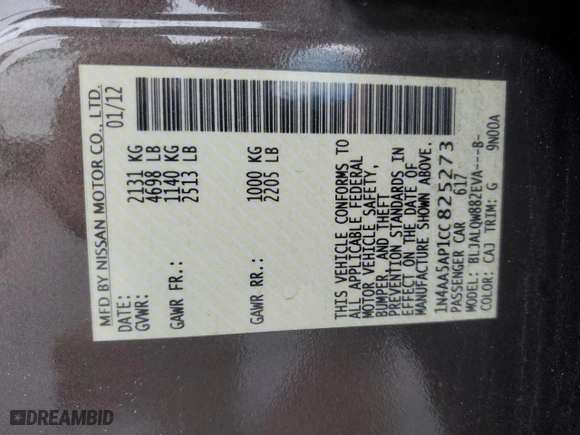 MFD BY NISSAN MOTOR CO., LTD.
DATE: 01/12
GVWR: 2131 KG
4698 LB
GAWR FR.: 1140 KG
2513 LB
GAWR RR.: 1000 KG
2205 LB
THIS VEHICLE CONFORMS TO
ALL APPLICABLE FEDERAL
MOTOR VEHICLE SAFETY,
BUMPER, AND THEFT
PREVENTION STANDARDS IN
EFFECT ON THE DATE OF
MANUFACTURE SHOWN ABOVE.
1N4AA5AP1CC825273
PASSENGER CAR 617
MODEL: BLJALQW882EVA---B-
COLOR: CAJ TRIM: G 9N00A
DREAMBID